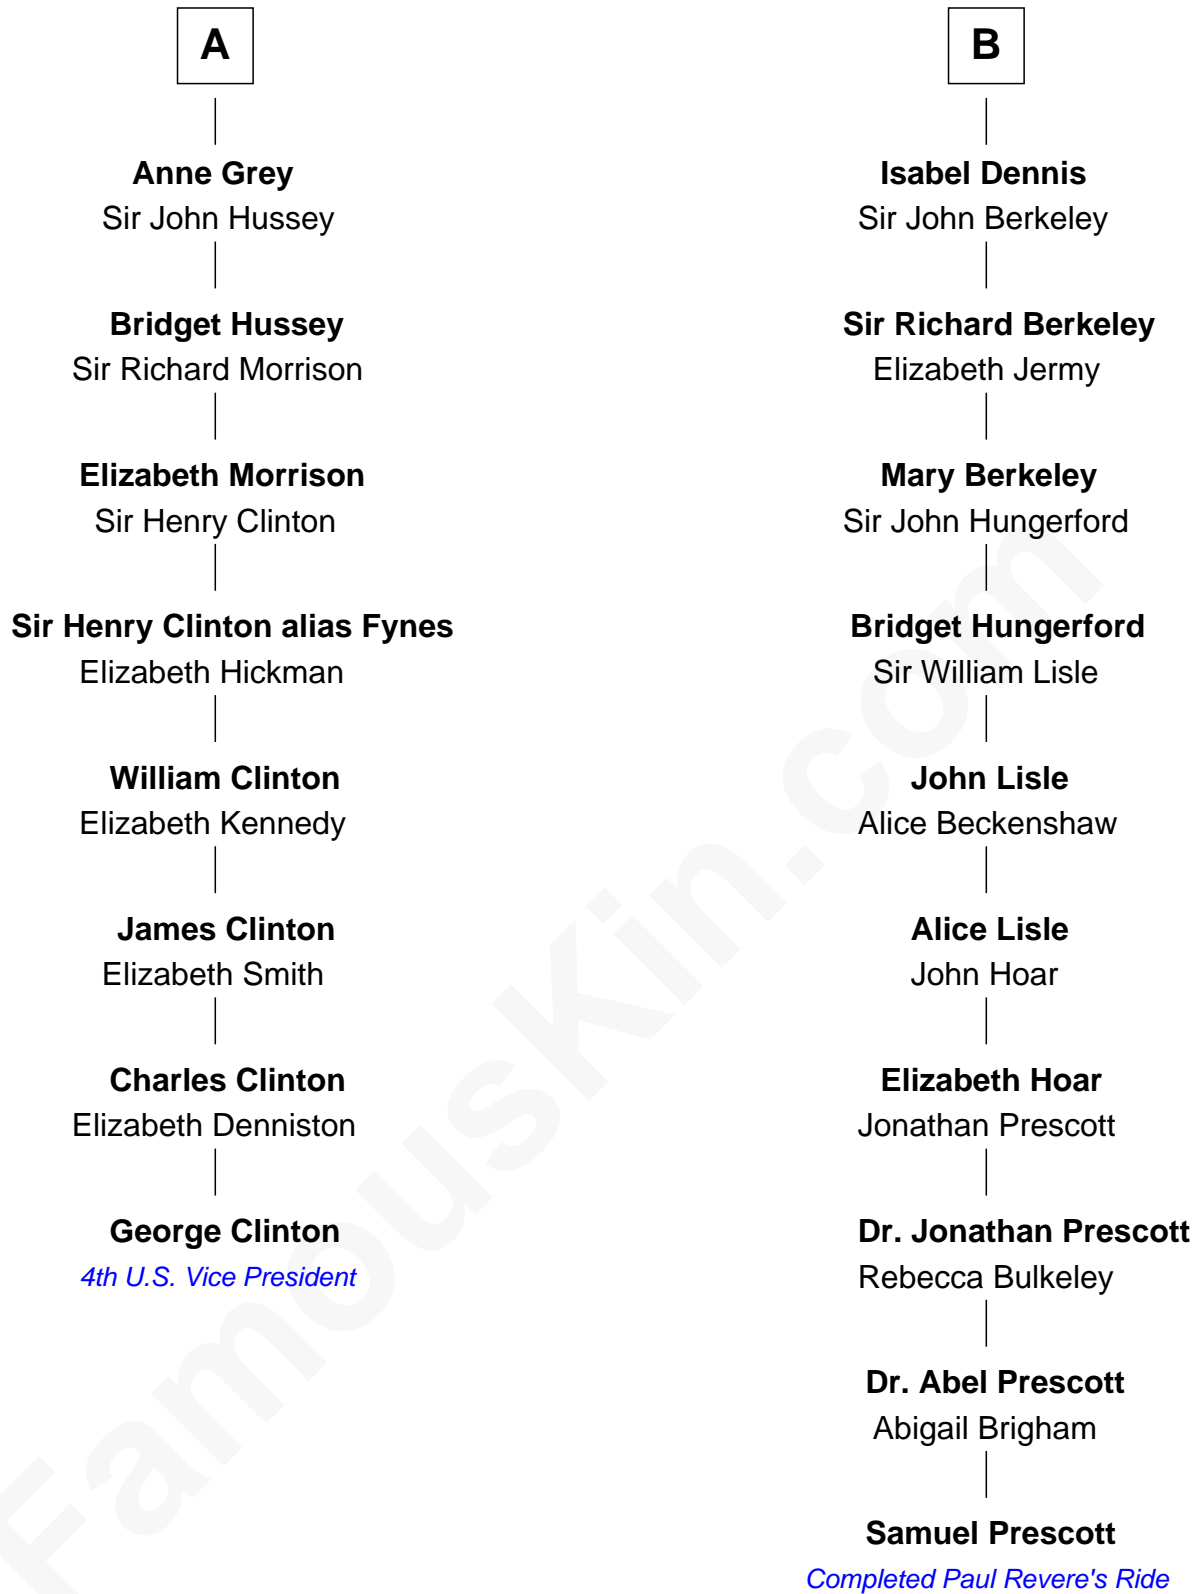 A
Anne Grey
Sir John Hussey
Bridget Hussey
Sir Richard Morrison
Elizabeth Morrison
Sir Henry Clinton
Sir Henry Clinton alias Fynes
Elizabeth Hickman
William Clinton
Elizabeth Kennedy
James Clinton
Elizabeth Smith
Charles Clinton
Elizabeth Denniston
George Clinton
4th U.S. Vice President
B
Isabel Dennis
Sir John Berkeley
Sir Richard Berkeley
Elizabeth Jermy
Mary Berkeley
Sir John Hungerford
Bridget Hungerford
Sir William Lisle
John Lisle
Alice Beckenshaw
Alice Lisle
John Hoar
Elizabeth Hoar
Jonathan Prescott
Dr. Jonathan Prescott
Rebecca Bulkeley
Dr. Abel Prescott
Abigail Brigham
Samuel Prescott
Completed Paul Revere's Ride
FamousKin.com